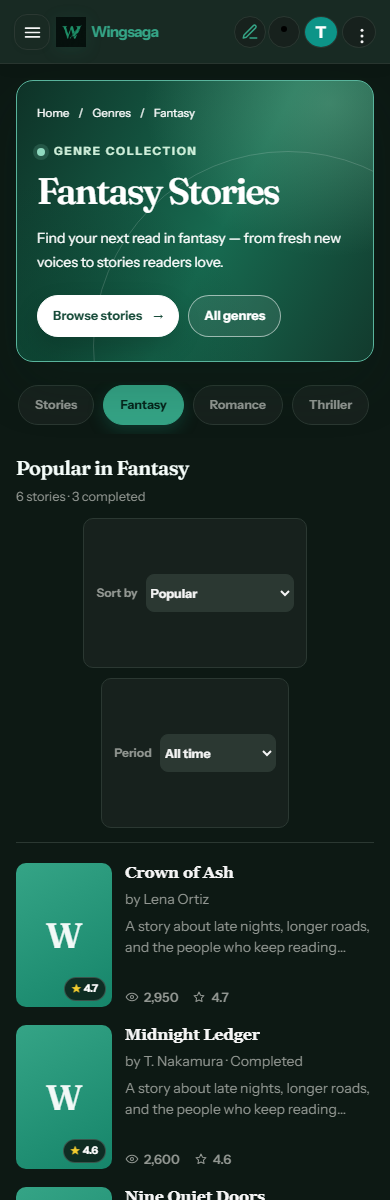 W Wingsaga T
Home / Genres / Fantasy
GENRE COLLECTION
Fantasy Stories
Find your next read in fantasy — from fresh new
voices to stories readers love.
Browse stories → All genres
Stories Fantasy Romance Thriller
Popular in Fantasy
6 stories · 3 completed
Sort by Popular
Period All time
Crown of Ash
by Lena Ortiz
A story about late nights, longer roads,
and the people who keep reading...
W
★ 4.7
2,950 4.7
Midnight Ledger
by T. Nakamura · Completed
A story about late nights, longer roads,
and the people who keep reading...
W
★ 4.6
2,600 4.6
Nine Quiet Doors